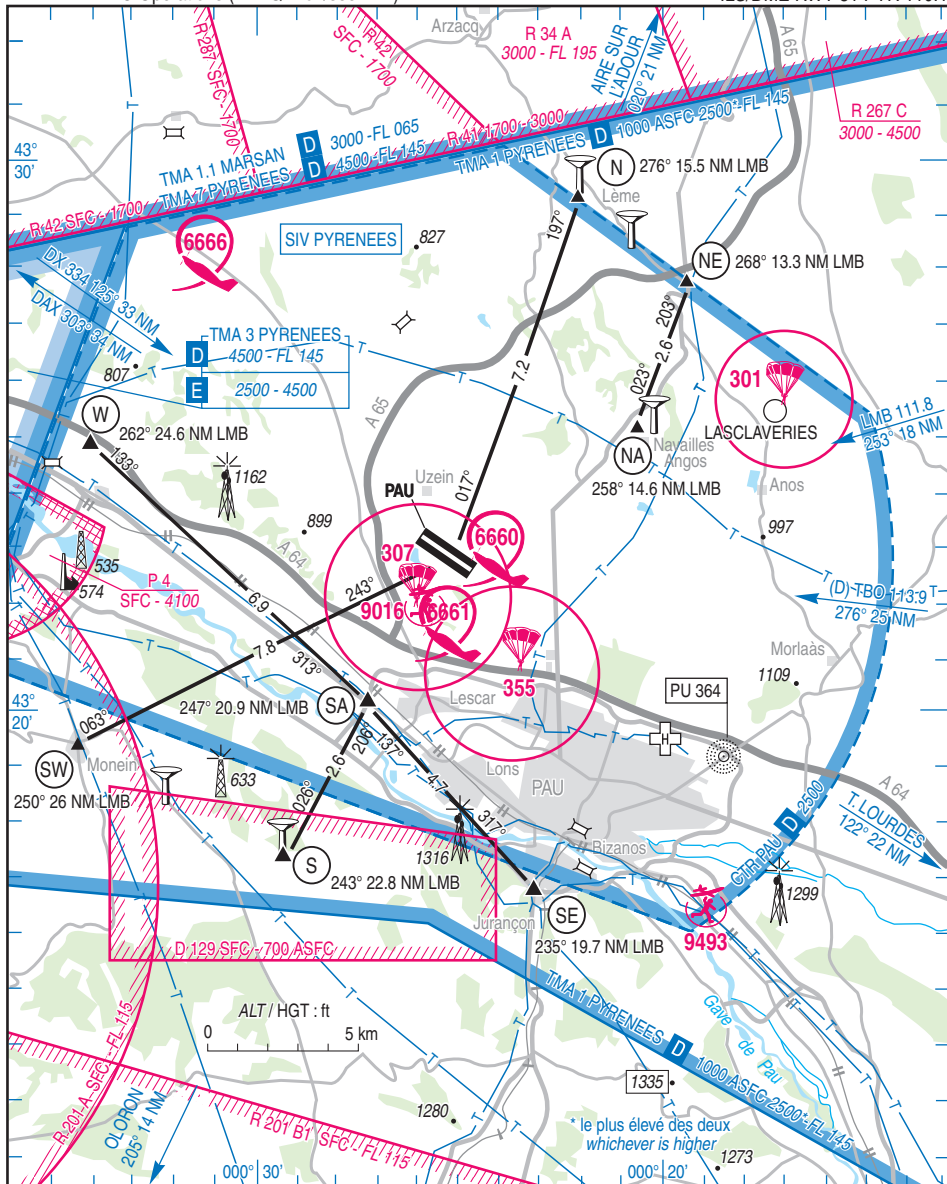 Arzacq
R 34 A
3000 - FL 195
AIRE SUR
L'ADOUR
020° 21 NM
A 65
R 287 SFC - 1700
R 42
SFC - 1700
R 267 C
3000 - 4500
43°
30'
TMA 1.1 MARSAN D 3000 -FL 065
TMA 7 PYRENEES D 4500 -FL 145
R 41 1700 - 3000
TMA 1 PYRENEES D 1000 ASFC 2500*-FL 145
N 276° 15.5 NM LMB
Lème
R 42 SFC - 1700
6666
SIV PYRENEES
827
197°
NE 268° 13.3 NM LMB
DX 334 125° 33 NM
DAX 303° 34 NM
TMA 3 PYRENEES
D 4500 -FL 145
E 2500 - 4500
807
203°
2.6
023°
7.2
301
LASCLAVERIES
LMB 111.8
253° 18 NM
W
262° 24.6 NM LMB
133°
A 65
NA
Navailles
Angos
258° 14.6 NM LMB
1162
Uzein
PAU
017°
Anos
899
A 64
997
307
6660
535
574
P 4
SFC - 4100
243°
9016
6661
(D) TBO 113.9
276° 25 NM
6.9
7.8
355
Morlaàs
1109
PU 364
313°
Lescar
43°
20'
247° 20.9 NM LMB
SA
063°
206°
137°
2.6
4.7
026°
SW
Monein
250° 26 NM LMB
633
Lons
PAU
A 64
T. LOURDES
122° 22 NM
317°
CTR PAU D 2500
S
243° 22.8 NM LMB
1316
Bizanos
1299
SE
Jurançon
235° 19.7 NM LMB
9493
D 129 SFC - 700 ASFC
ALT / HGT : ft
0 5 km
TMA 1 PYRENEES D 1000 ASFC 2500*-FL 145
Gave de Pau
R 201 A SFC - FL 115
OLORON
205° 14 NM
R 201 B1 SFC - FL 115
1280
1335
* le plus élevé des deux
whichever is higher
1273
000° 30'
000° 20'